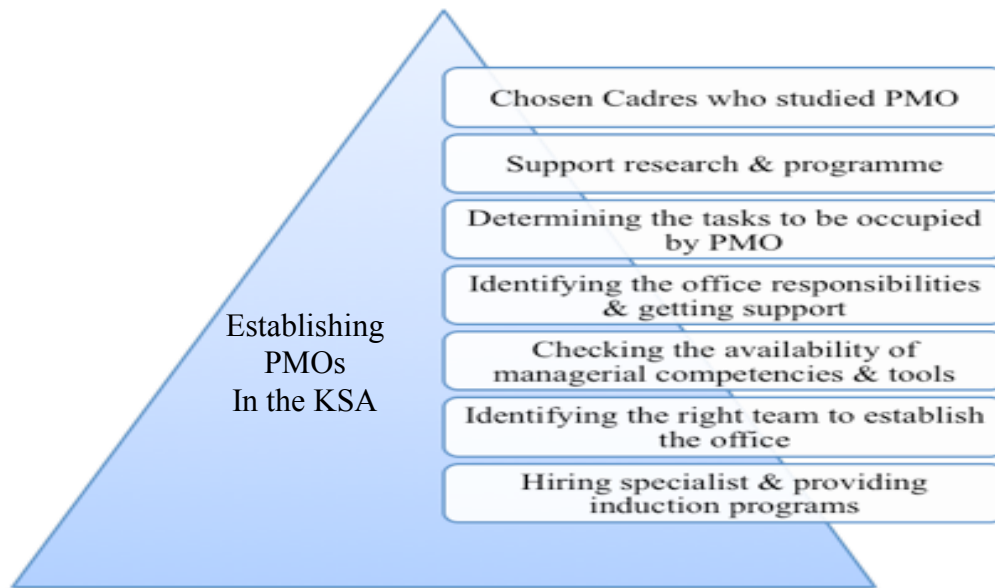 Establishing
PMOs
In the KSA
Chosen Cadres who studied PMO
Support research & programme
Determining the tasks to be occupied
by PMO
Identifying the office responsibilities
& getting support
Checking the availability of
managerial competencies & tools
Identifying the right team to establish
the office
Hiring specialist & providing
induction programs